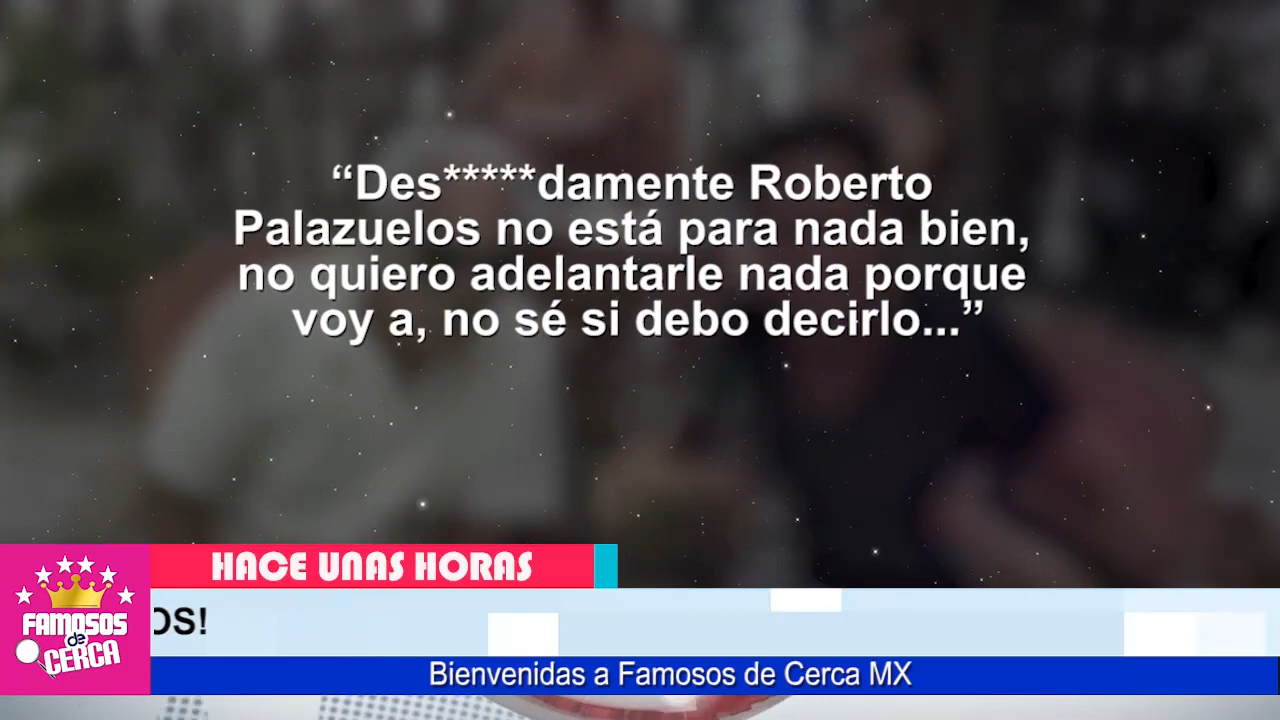 “Des*****damente Roberto
Palazuelos no está para nada bien,
no quiero adelantarle nada porque
voy a, no sé si debo decirlo...”
HACE UNAS HORAS
FAMOSOS
de
CERCA
OS!
Bienvenidas a Famosos de Cerca MX